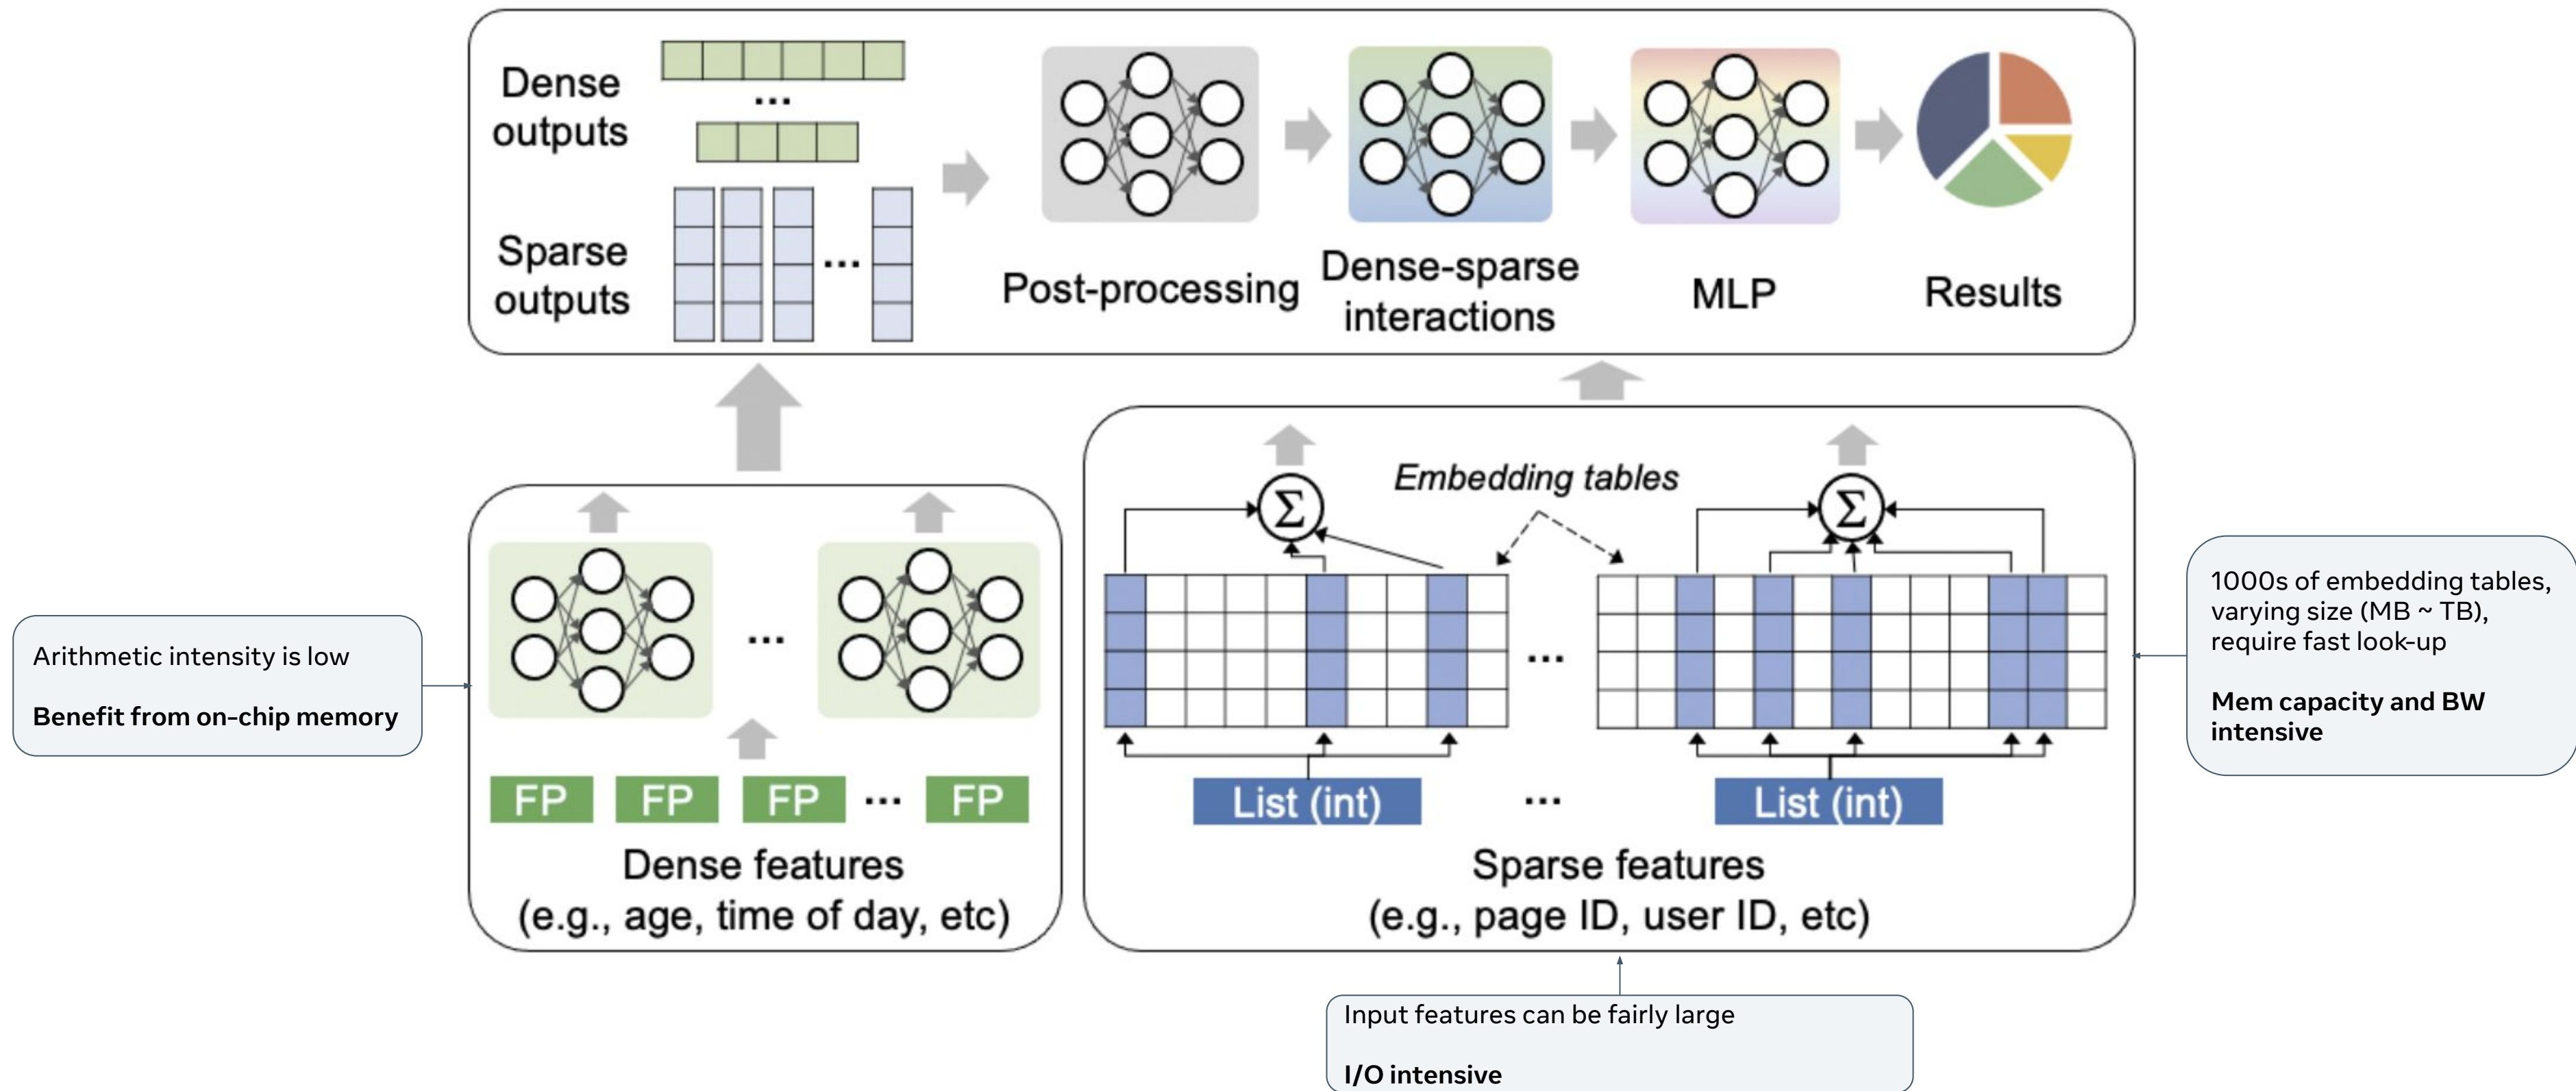 Dense
outputs
...
Sparse
outputs
...
Post-processing
Dense-sparse
interactions
MLP
Results
Arithmetic intensity is low
Benefit from on-chip memory
...
FP FP FP ... FP
Dense features
(e.g., age, time of day, etc)
Embedding tables
Σ Σ
...
List (int) ... List (int)
Sparse features
(e.g., page ID, user ID, etc)
1000s of embedding tables,
varying size (MB ~ TB),
require fast look-up
Mem capacity and BW
intensive
Input features can be fairly large
I/O intensive